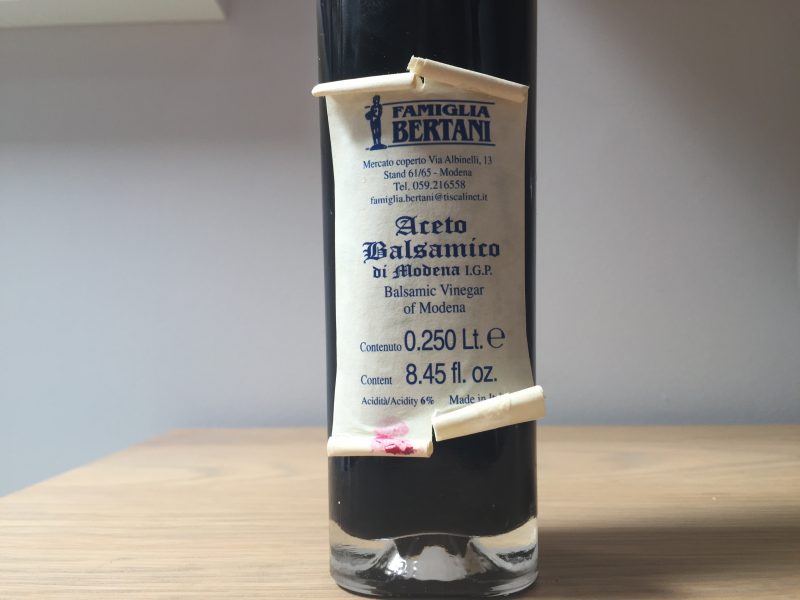 FAMIGLIA
BERTANI
Mercato coperto Via Albinelli, 13
Stand 61/65 - Modena
Tel. 059.216558
famiglia.bertani@tiscalinet.it
Aceto
Balsamico
di Modena I.G.P.
Balsamic Vinegar
of Modena
Contenuto 0.250 Lt. ℮
Content 8.45 fl. oz.
Acidità/Acidity 6% Made in